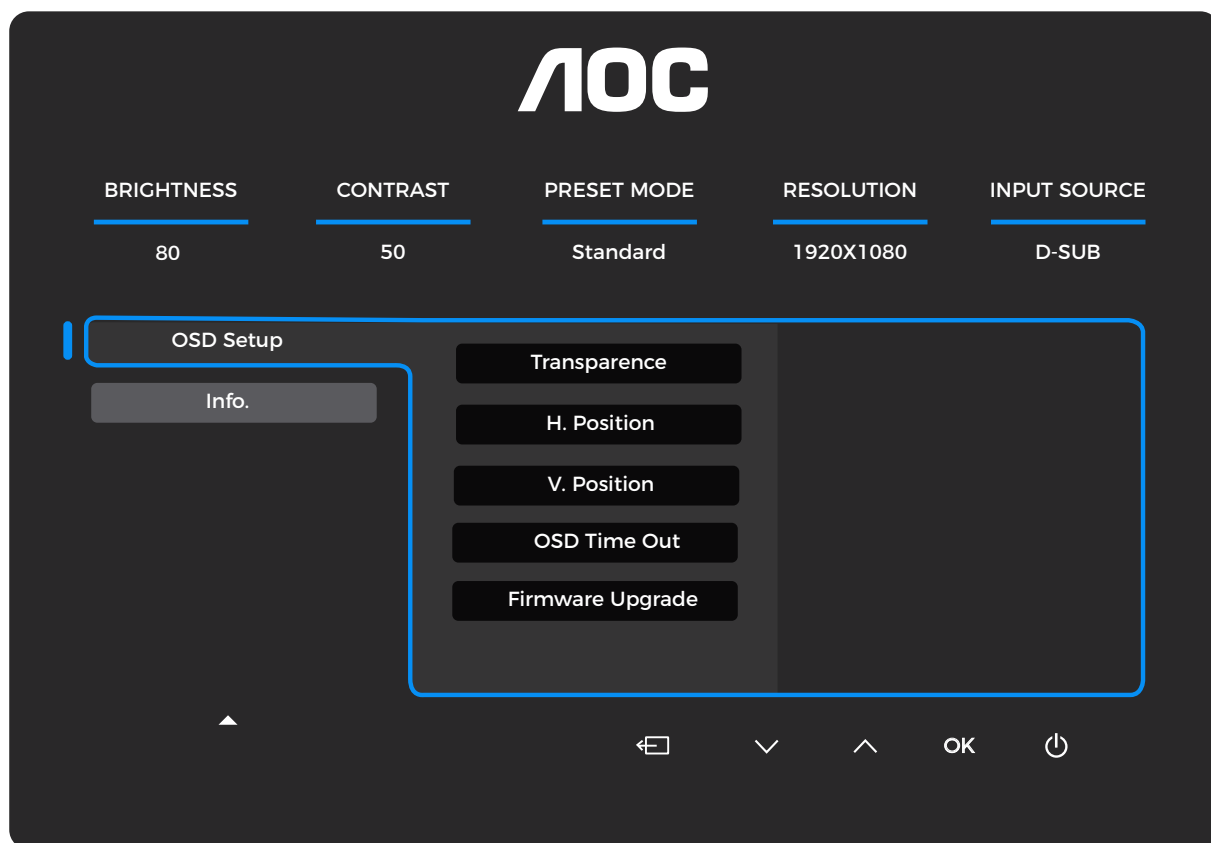 AOC
BRIGHTNESS CONTRAST PRESET MODE RESOLUTION INPUT SOURCE
80 50 Standard 1920X1080 D-SUB
OSD Setup
Transparence
Info.
H. Position
V. Position
OSD Time Out
Firmware Upgrade
OK